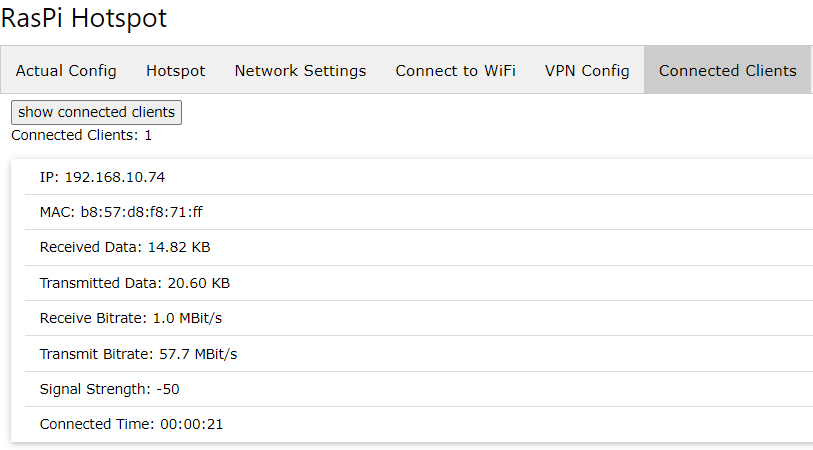 RasPi Hotspot
Actual Config Hotspot Network Settings Connect to WiFi VPN Config Connected Clients
show connected clients
Connected Clients: 1
IP: 192.168.10.74
MAC: b8:57:d8:f8:71:ff
Received Data: 14.82 KB
Transmitted Data: 20.60 KB
Receive Bitrate: 1.0 MBit/s
Transmit Bitrate: 57.7 MBit/s
Signal Strength: -50
Connected Time: 00:00:21